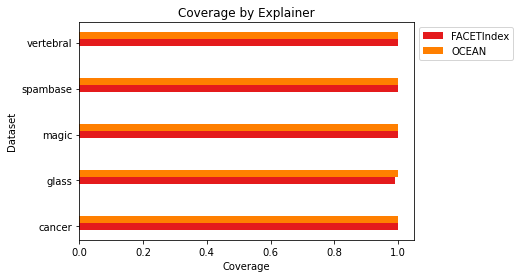 Coverage by Explainer
FACETIndex
OCEAN
Dataset
vertebral
spambase
magic
glass
cancer
0.0 0.2 0.4 0.6 0.8 1.0
Coverage